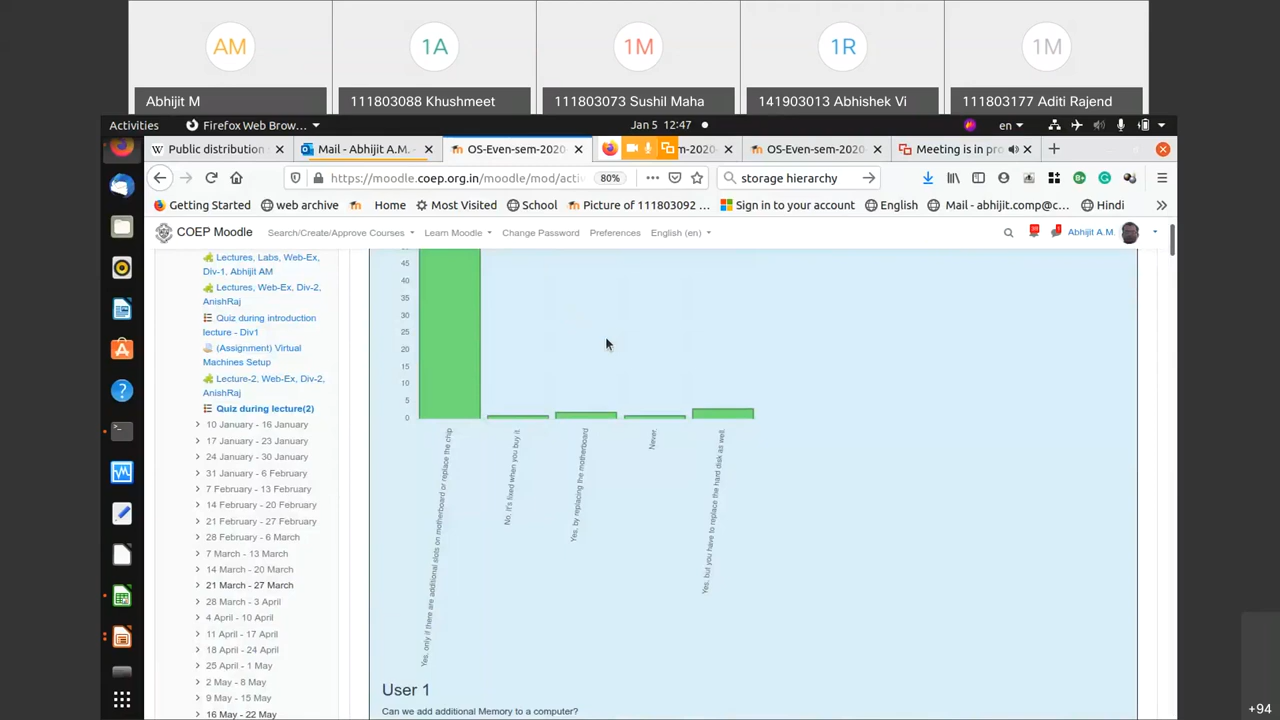 AM
1A
1M
1R
1M
Abhijit M
111803088 Khushmeet
111803073 Sushil Maha
141903013 Abhishek Vi
111803177 Aditi Rajend
Activities
Firefox Web Brow...
Jan 5 12:47
en
Public distribution
Mail - Abhijit A.M. -
OS-Even-sem-2020
-2020-
OS-Even-sem-2020
Meeting is in pro
https://moodle.coep.org.in/moodle/mod/activ
80%
storage hierarchy
Getting Started
web archive
Home
Most Visited
School
Picture of 111803092 ...
Sign in to your account
English
Mail - abhijit.comp@c...
Hindi
COEP Moodle
Search/Create/Approve Courses
Learn Moodle
Change Password
Preferences
English (en)
Abhijit A.M.
Lectures, Labs, Web-Ex,
Div-1, Abhijit AM
Lectures, Web-Ex, Div-2,
AnishRaj
Quiz during introduction
lecture - Div1
(Assignment) Virtual
Machines Setup
Lecture-2, Web-Ex, Div-2,
AnishRaj
Quiz during lecture(2)
10 January - 16 January
17 January - 23 January
24 January - 30 January
31 January - 6 February
7 February - 13 February
14 February - 20 February
21 February - 27 February
28 February - 6 March
7 March - 13 March
14 March - 20 March
21 March - 27 March
28 March - 3 April
4 April - 10 April
11 April - 17 April
18 April - 24 April
25 April - 1 May
2 May - 8 May
9 May - 15 May
16 May - 22 May
45
40
35
30
25
20
15
10
5
0
Yes, only if there are additional slots on motherboard or replace the chip
No, it's fixed when you buy it.
Yes, by replacing the motherboard
Never.
Yes, but you have to replace the hard disk as well.
User 1
Can we add additional Memory to a computer?
+94